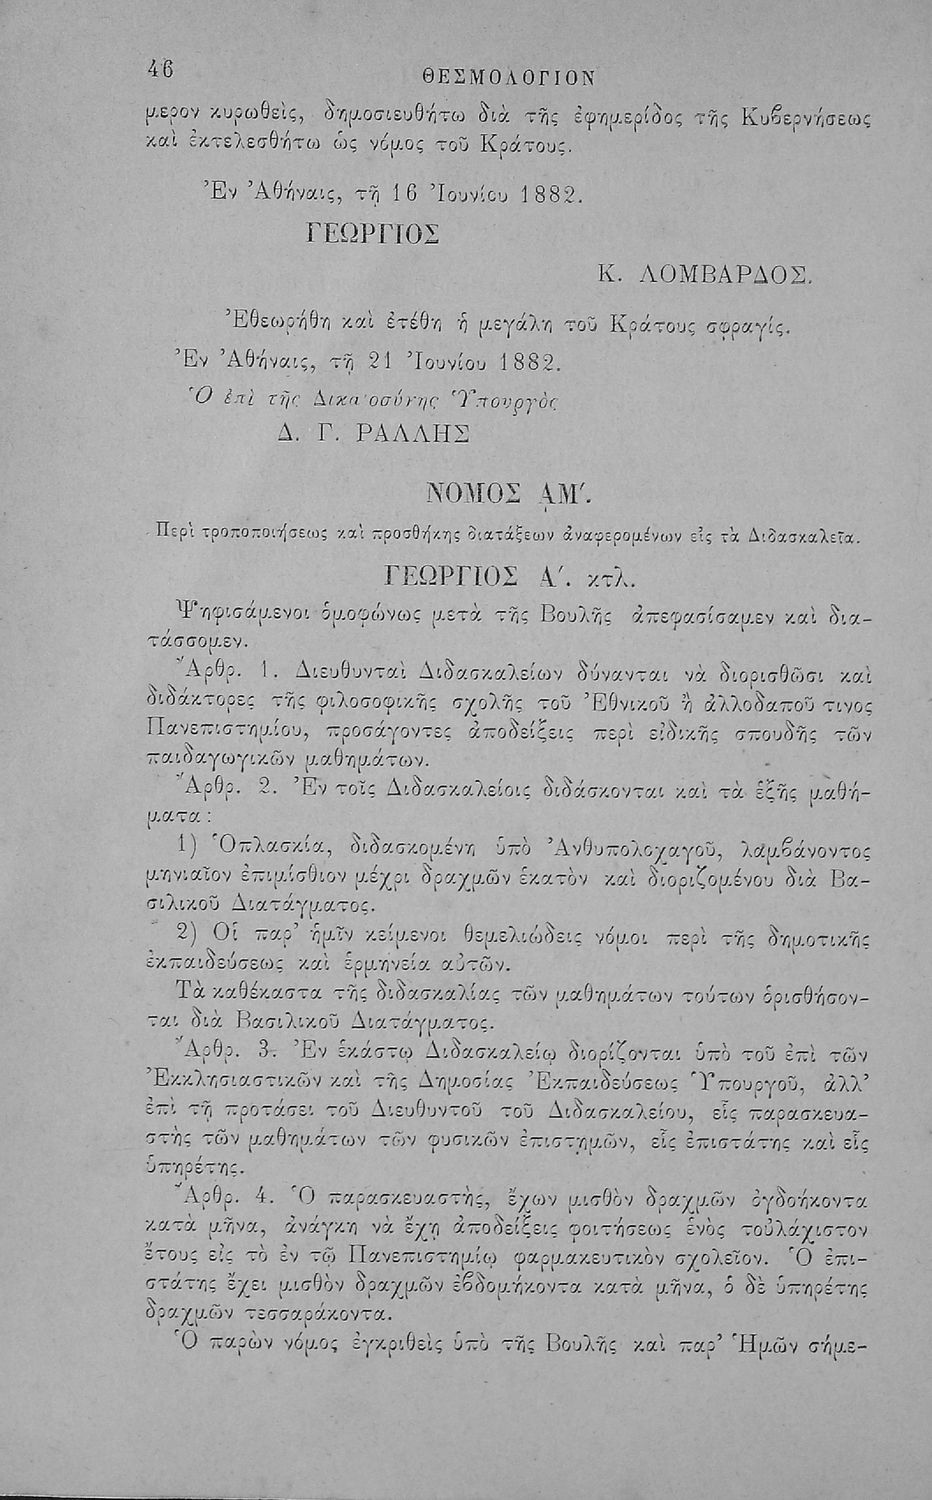 46
ΘΕΣΜΟΛΟΓΙΟΝ
μερον κυρωθεὶς, δημοσιευθήτω διὰ τῆς ἐφημερίδος τῆς Κυβερνήσεως
καὶ ἐκτελεσθήτω ὡς νόμος τοῦ Κράτους.
Ἐν Ἀθήναις, τῇ 16 Ἰουνίου 1882.
ΓΕΩΡΓΙΟΣ
Κ. ΛΟΜΒΑΡΔΟΣ.
Ἐθεωρήθη καὶ ἐτέθη ἡ μεγάλη τοῦ Κράτους σφραγίς.
Ἐν Ἀθήναις, τῇ 21 Ἰουνίου 1882.
Ὁ ἐπὶ τῆς Δικαιοσύνης Ὑπουργὸς
Δ. Γ. ΡΑΛΛΗΣ
ΝΟΜΟΣ ͵ΑΜʹ.
Περὶ τροποποιήσεως καὶ προσθήκης διατάξεων ἀναφερομένων εἰς τὰ Διδασκαλεῖα.
ΓΕΩΡΓΙΟΣ Αʹ. κτλ.
Ψηφισάμενοι ὁμοφώνως μετὰ τῆς Βουλῆς ἀπεφασίσαμεν καὶ δια-
τάσσομεν.
Ἄρθρ. 1. Διευθυνταὶ Διδασκαλείων δύνανται νὰ διορισθῶσι καὶ
διδάκτορες τῆς φιλοσοφικῆς σχολῆς τοῦ Ἐθνικοῦ ἢ ἀλλοδαποῦ τινος
Πανεπιστημίου, προσάγοντες ἀποδείξεις περὶ εἰδικῆς σπουδῆς τῶν
παιδαγωγικῶν μαθημάτων.
Ἄρθρ. 2. Ἐν τοῖς Διδασκαλείοις διδάσκονται καὶ τὰ ἑξῆς μαθή-
ματα :
1) Ὁπλασκία, διδασκομένη ὑπὸ Ἀνθυπολοχαγοῦ, λαμβάνοντος
μηνιαῖον ἐπιμίσθιον μέχρι δραχμῶν ἑκατὸν καὶ διοριζομένου διὰ Βα-
σιλικοῦ Διατάγματος.
2) Οἱ παρ’ ἡμῖν κείμενοι θεμελιώδεις νόμοι περὶ τῆς δημοτικῆς
ἐκπαιδεύσεως καὶ ἑρμηνεία αὐτῶν.
Τὰ καθέκαστα τῆς διδασκαλίας τῶν μαθημάτων τούτων ὁρισθήσον-
ται διὰ Βασιλικοῦ Διατάγματος.
Ἄρθρ. 3. Ἐν ἑκάστῳ Διδασκαλείῳ διορίζονται ὑπὸ τοῦ ἐπὶ τῶν
Ἐκκλησιαστικῶν καὶ τῆς Δημοσίας Ἐκπαιδεύσεως Ὑπουργοῦ, ἀλλ’
ἐπὶ τῇ προτάσει τοῦ Διευθυντοῦ τοῦ Διδασκαλείου, εἷς παρασκευα-
στὴς τῶν μαθημάτων τῶν φυσικῶν ἐπιστημῶν, εἷς ἐπιστάτης καὶ εἷς
ὑπηρέτης.
Ἄρθρ. 4. Ὁ παρασκευαστὴς, ἔχων μισθὸν δραχμῶν ὀγδοήκοντα
κατὰ μῆνα, ἀνάγκη νὰ ἔχῃ ἀποδείξεις φοιτήσεως ἑνὸς τοὐλάχιστον
ἔτους εἰς τὸ ἐν τῷ Πανεπιστημίῳ φαρμακευτικὸν σχολεῖον. Ὁ ἐπι-
στάτης ἔχει μισθὸν δραχμῶν ἑβδομήκοντα κατὰ μῆνα, ὁ δὲ ὑπηρέτης
δραχμῶν τεσσαράκοντα.
Ὁ παρὼν νόμος ἐγκριθεὶς ὑπὸ τῆς Βουλῆς καὶ παρ’ Ἡμῶν σήμε-